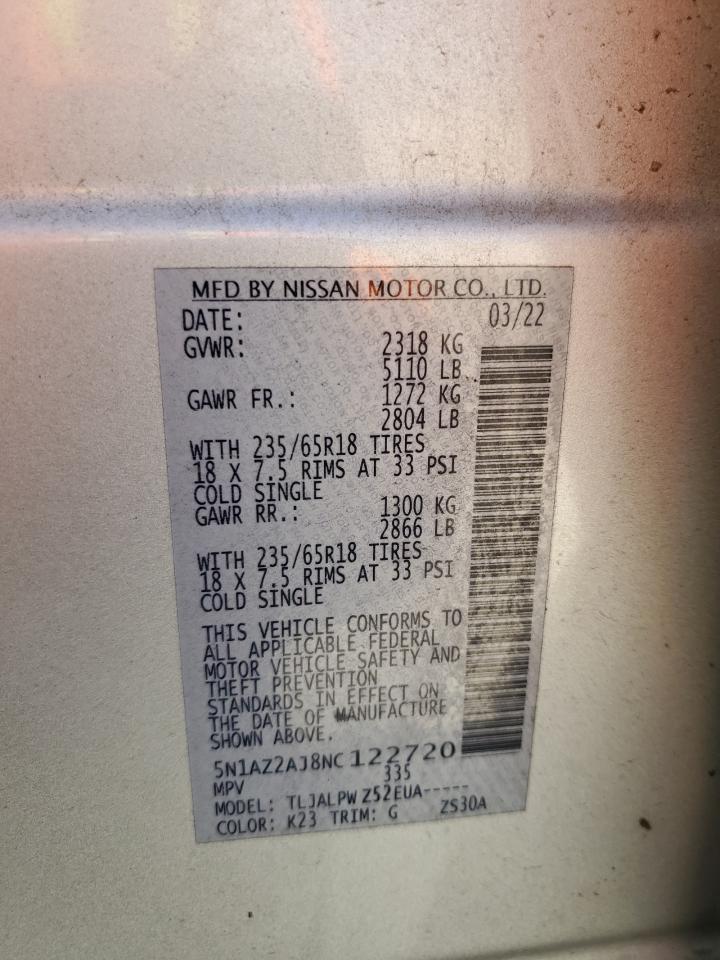 MFD BY NISSAN MOTOR CO., LTD.
DATE: 03/22
GVWR: 2318 KG
5110 LB
GAWR FR.: 1272 KG
2804 LB
WITH 235/65R18 TIRES
18 X 7.5 RIMS AT 33 PSI
COLD SINGLE
GAWR RR.: 1300 KG
2866 LB
WITH 235/65R18 TIRES
18 X 7.5 RIMS AT 33 PSI
COLD SINGLE
THIS VEHICLE CONFORMS TO
ALL APPLICABLE FEDERAL
MOTOR VEHICLE SAFETY AND
THEFT PREVENTION
STANDARDS IN EFFECT ON
THE DATE OF MANUFACTURE
SHOWN ABOVE.
5N1AZ2AJ8NC122720
MPV 335
MODEL: TLJALPW Z52EUA-----
COLOR: K23 TRIM: G ZS30A